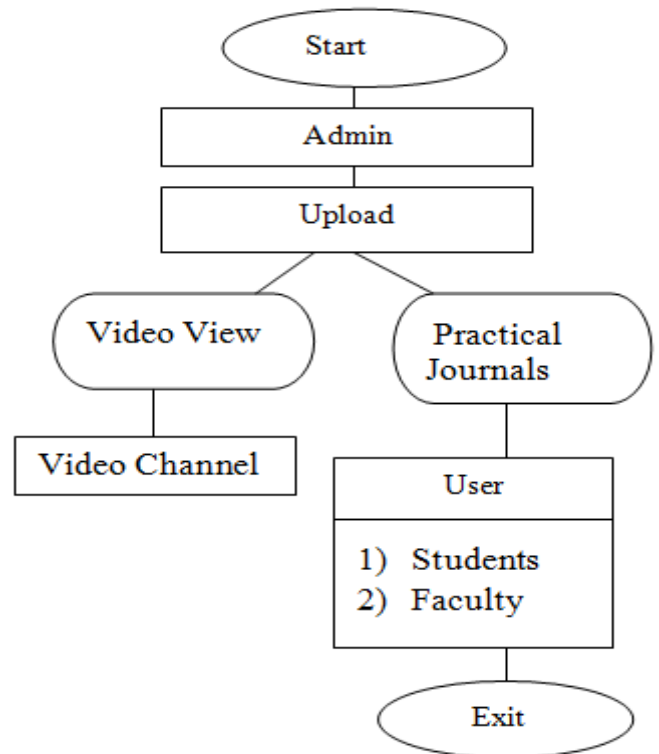 Start
Admin
Upload
Video View
Practical
Journals
Video Channel
User
1) Students
2) Faculty
Exit